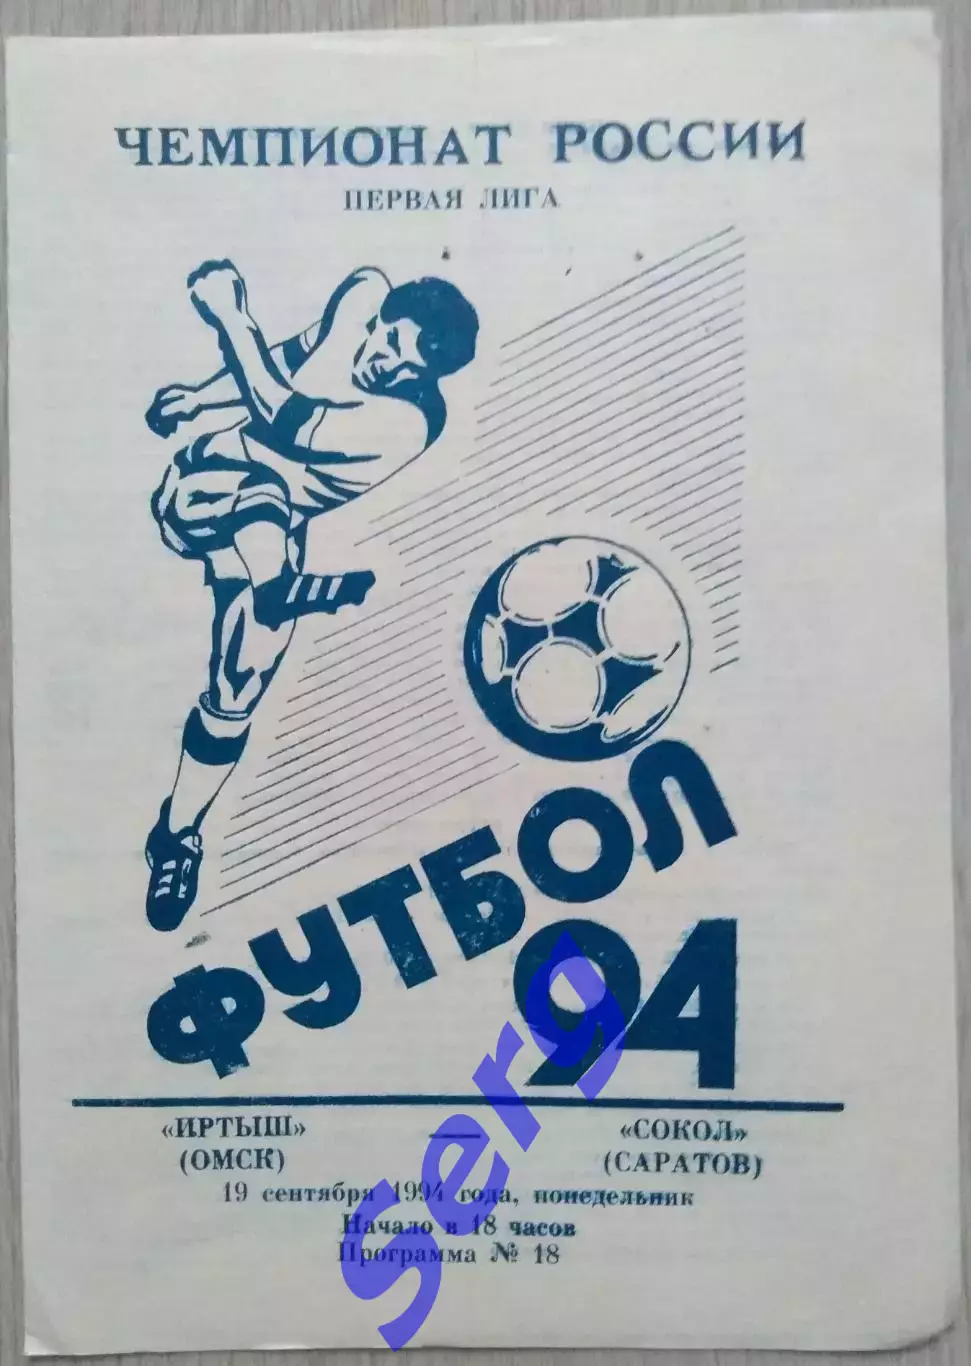 ЧЕМПИОНАТ РОССИИ
ПЕРВАЯ ЛИГА
ФУТБОЛ
94
«ИРТЫШ» — «СОКОЛ»
(ОМСК) (САРАТОВ)
19 сентября 1994 года, понедельник
Начало в 18 часов
Программа № 18
Serg